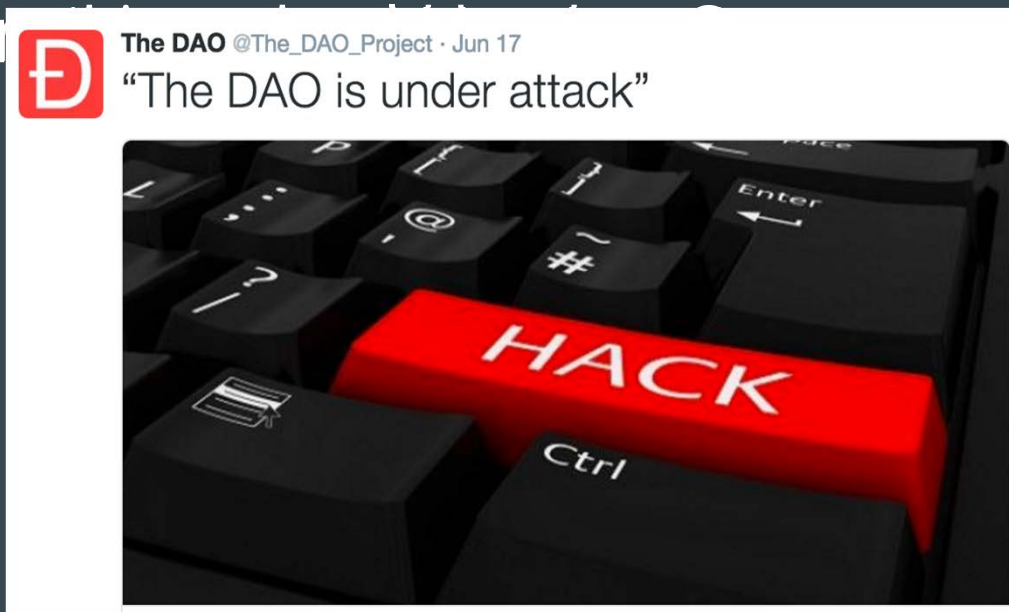 The DAO @The_DAO_Project · Jun 17
“The DAO is under attack”
P { [ } ]
Enter
L : ; @ ' ~ #
? /
HACK
Ctrl